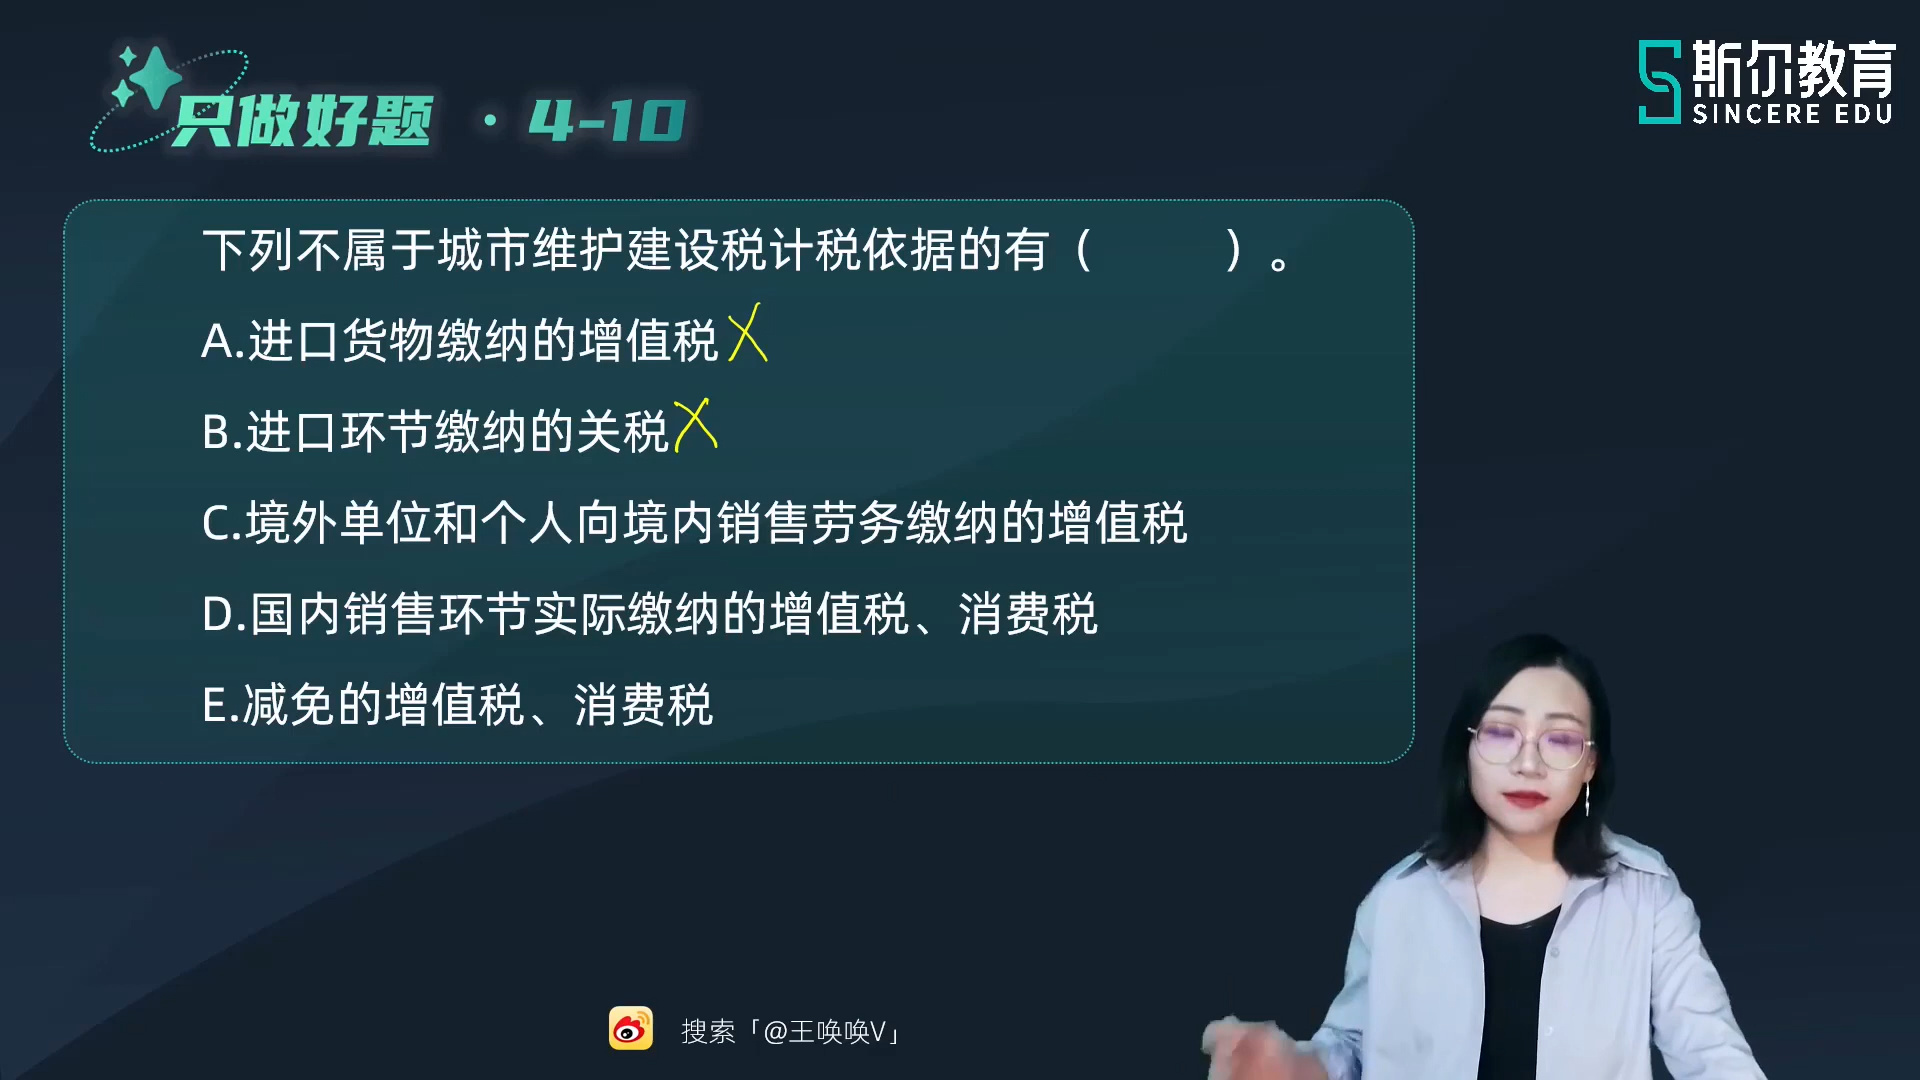 只做好题 · 4-10
斯尔教育
SINCERE EDU
下列不属于城市维护建设税计税依据的有（ ）。
A.进口货物缴纳的增值税
B.进口环节缴纳的关税
C.境外单位和个人向境内销售劳务缴纳的增值税
D.国内销售环节实际缴纳的增值税、消费税
E.减免的增值税、消费税
搜索「@王唤唤V」